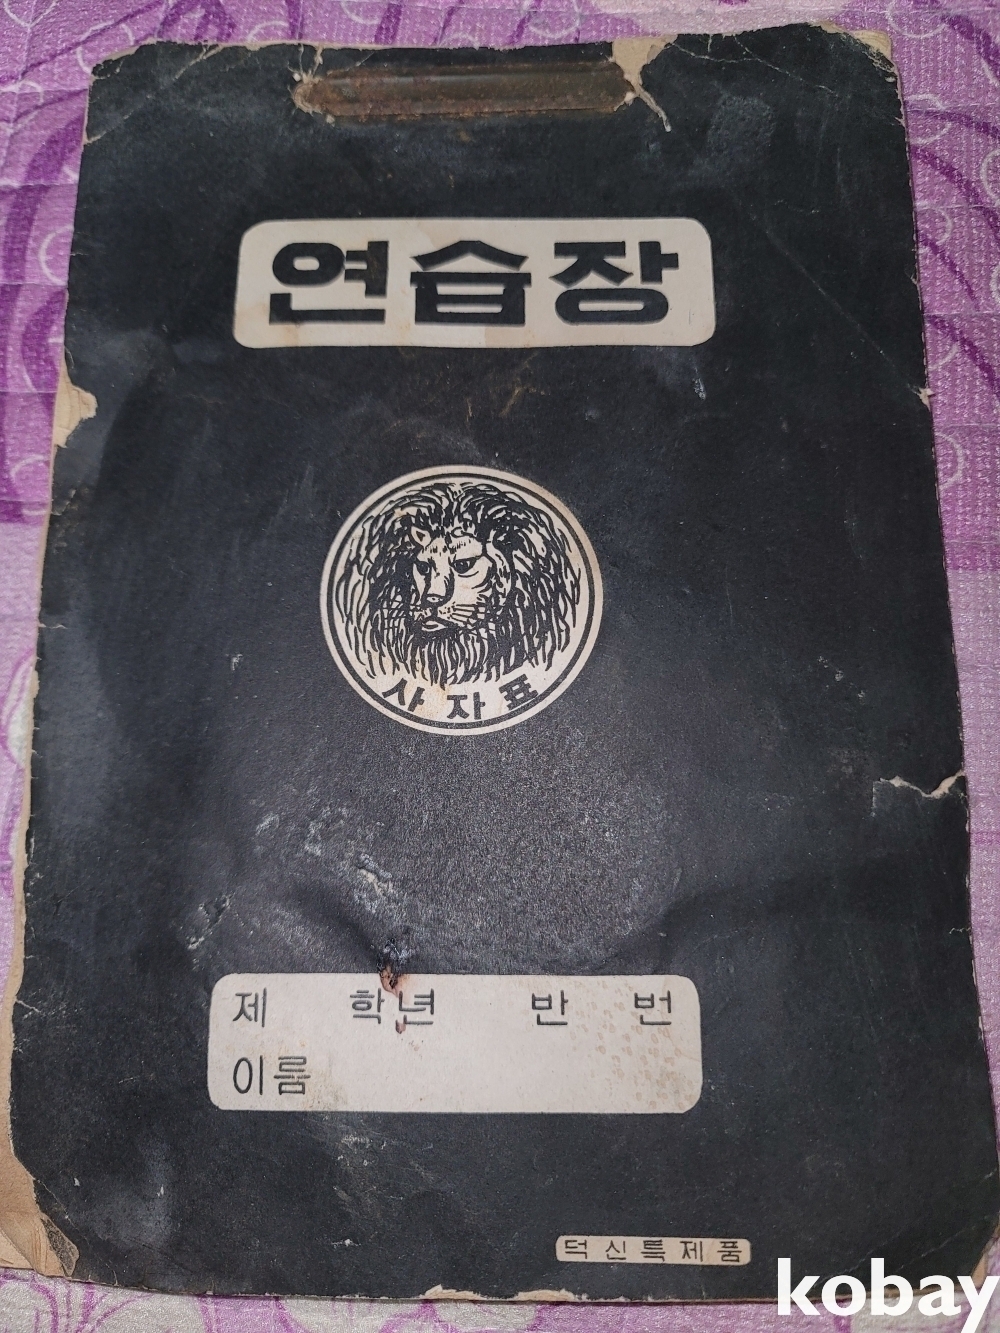 연습장
사자표
제 학년 반 번
이름
덕신특제품
kobay